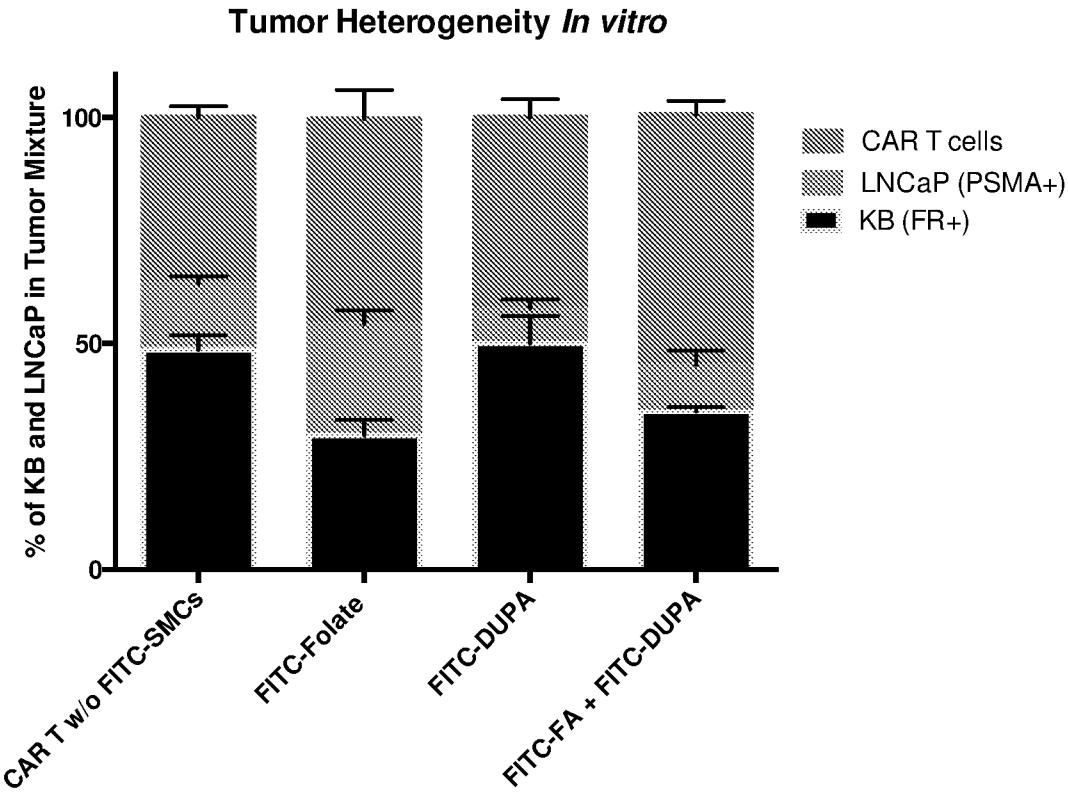 Tumor Heterogeneity In vitro
% of KB and LNCaP in Tumor Mixture
100
50
0
CAR T cells
LNCaP (PSMA+)
KB (FR+)
CAR T w/o FITC-SMCs
FITC-Folate
FITC-DUPA
FITC-FA + FITC-DUPA